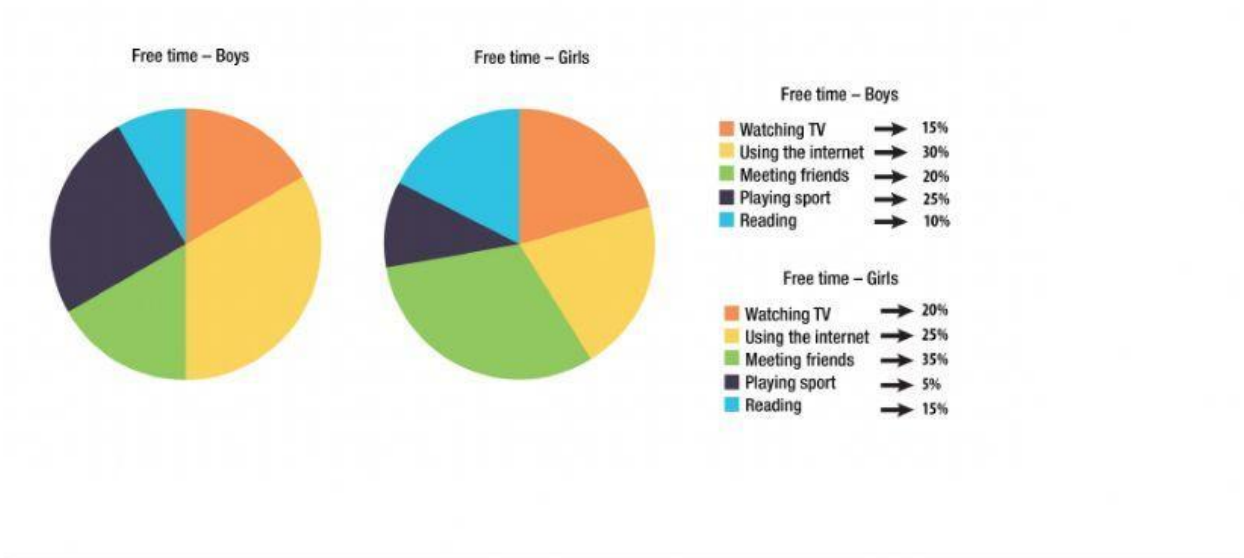 Free time – Boys
Free time – Girls
Free time – Boys
Watching TV 15%
Using the internet 30%
Meeting friends 20%
Playing sport 25%
Reading 10%
Free time – Girls
Watching TV 20%
Using the internet 25%
Meeting friends 35%
Playing sport 5%
Reading 15%